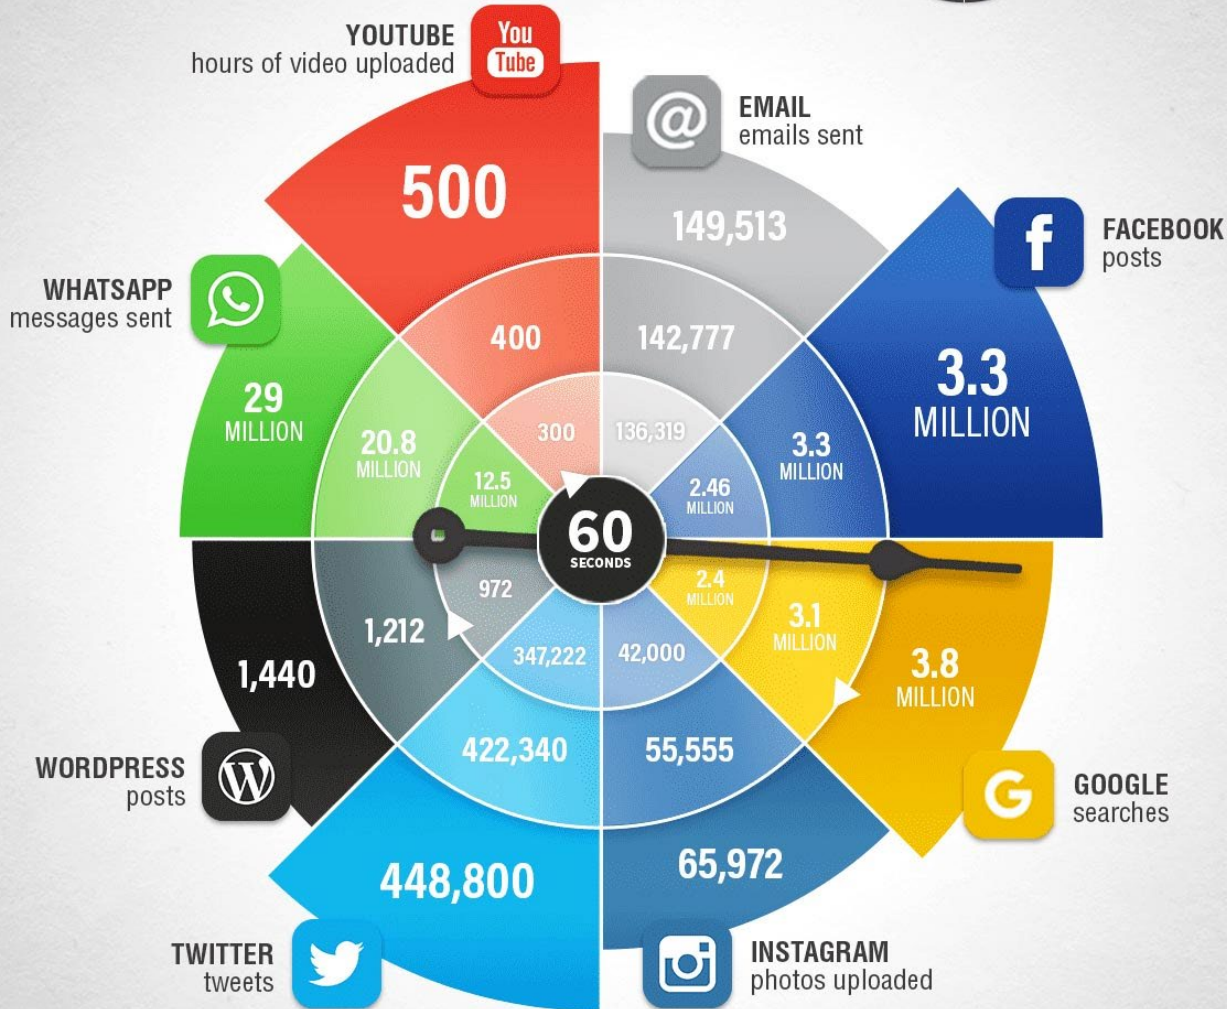 YOUTUBE
hours of video uploaded
You
Tube
500
400
300
@
EMAIL
emails sent
149,513
142,777
136,319
f
FACEBOOK
posts
3.3
MILLION
3.3
MILLION
2.46
MILLION
G
GOOGLE
searches
3.8
MILLION
3.1
MILLION
2.4
MILLION
INSTAGRAM
photos uploaded
65,972
55,555
42,000
TWITTER
tweets
448,800
422,340
347,222
WORDPRESS
posts
W
1,440
1,212
972
WHATSAPP
messages sent
29
MILLION
20.8
MILLION
12.5
MILLION
60
SECONDS